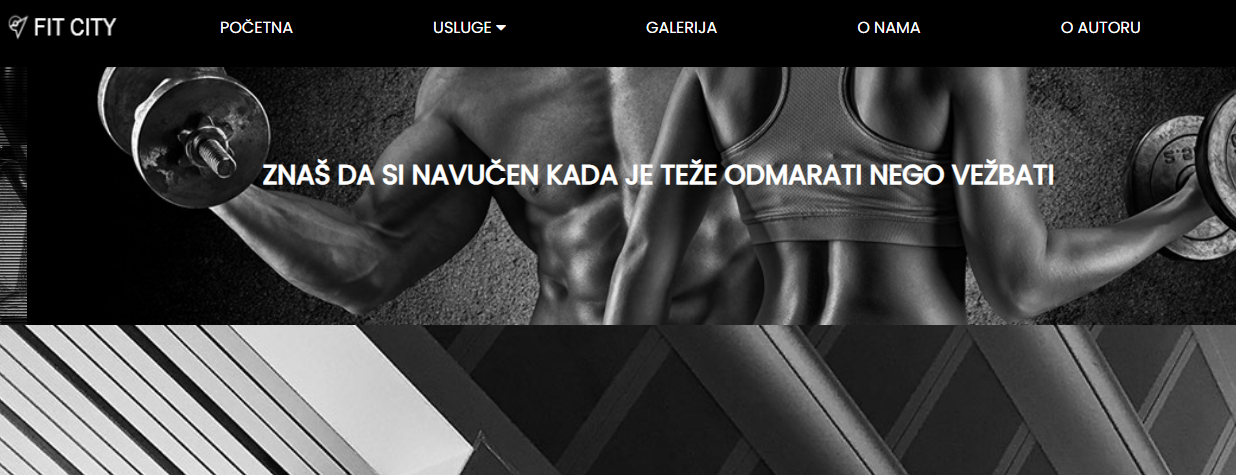 FIT CITY
POČETNA
USLUGE
GALERIJA
O NAMA
O AUTORU
ZNAŠ DA SI NAVUČEN KADA JE TEŽE ODMARATI NEGO VEŽBATI